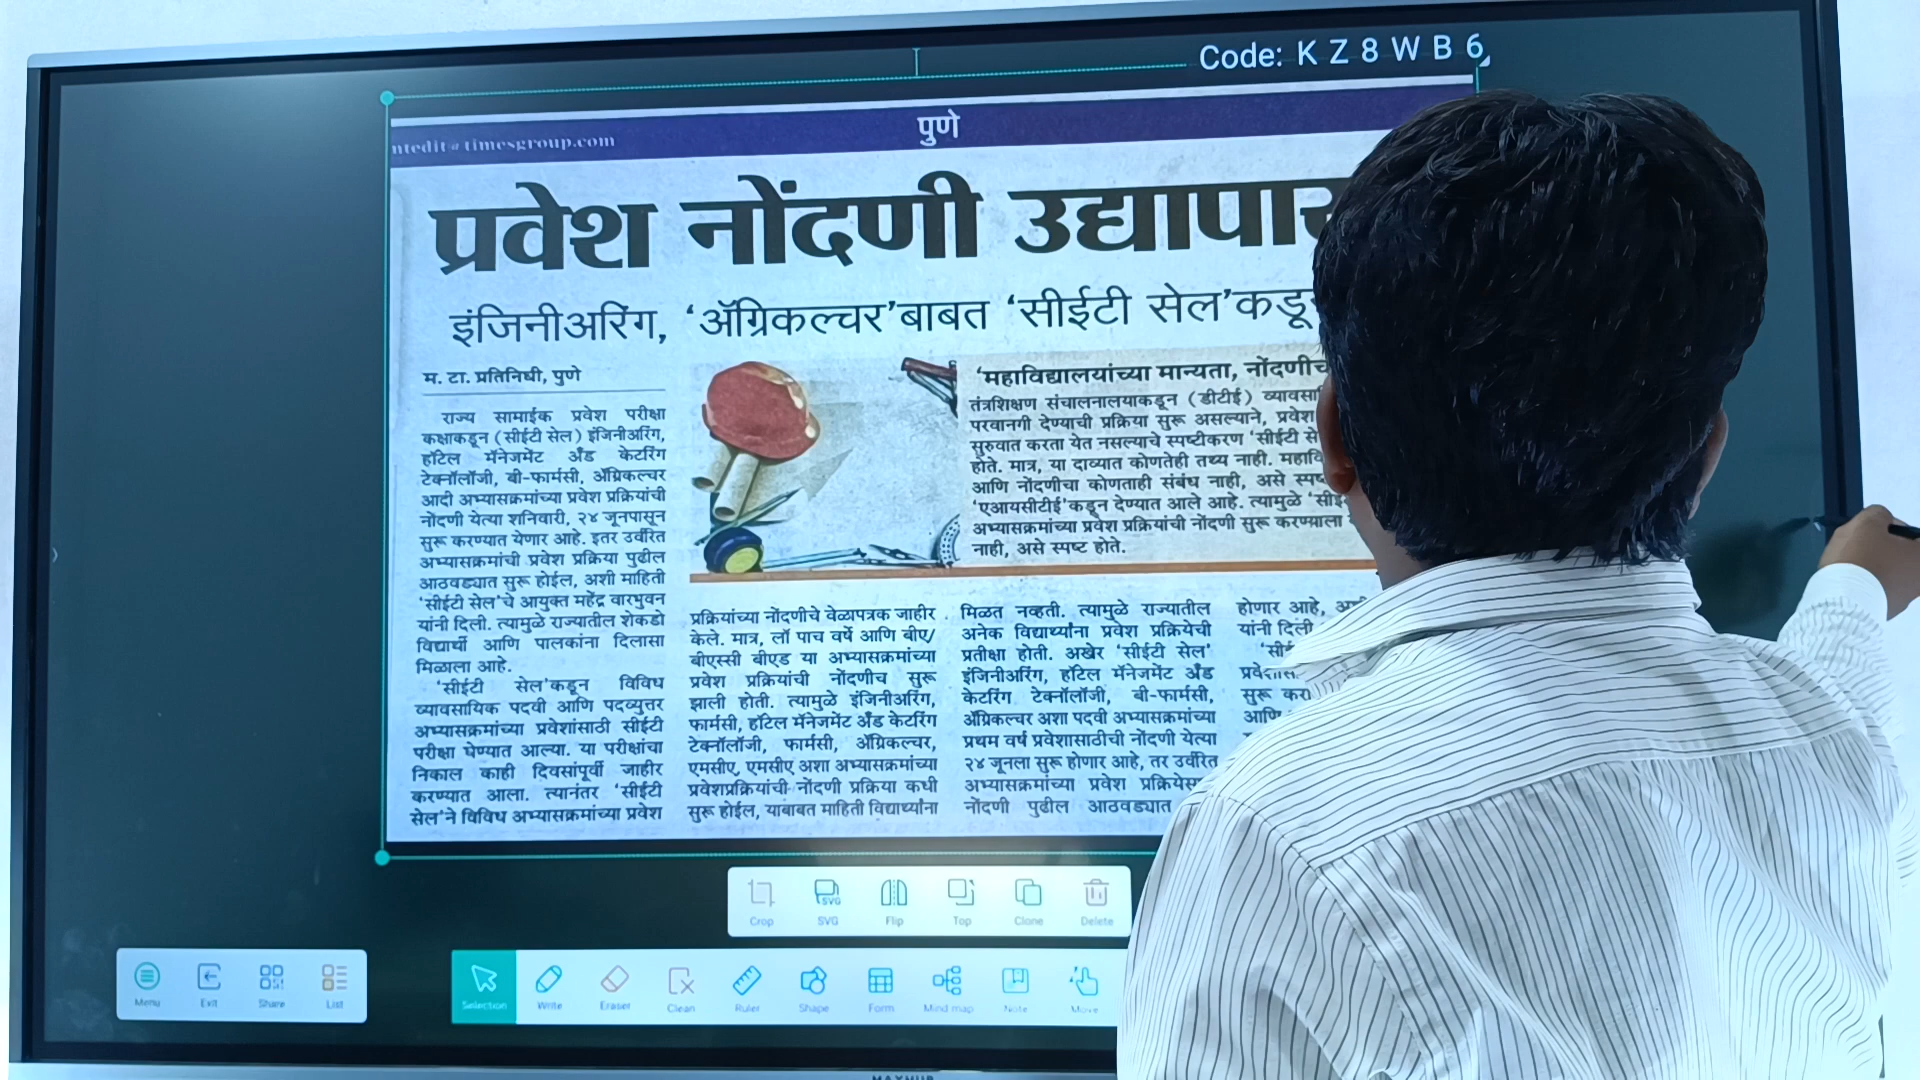 Code: K Z 8 W B 6
ntedit@timesgroup.com
पुणे
प्रवेश नोंदणी
इंजिनीअरिंग, ‘ॲग्रिकल्चर’बाबत ‘सीईटी सेल’कडू
म. टा. प्रतिनिधी, पुणे
राज्य सामाईक प्रवेश परीक्षा
कक्षाकडून (सीईटी सेल) इंजिनीअरिंग,
हॉटेल मॅनेजमेंट अँड केटरिंग
टेक्नॉलॉजी, बी-फार्मसी, ॲग्रिकल्चर
आदी अभ्यासक्रमांच्या प्रवेश प्रक्रियांची
नोंदणी येत्या शनिवारी, २४ जूनपासून
सुरू करण्यात येणार आहे. इतर उर्वरित
अभ्यासक्रमांची प्रवेश प्रक्रिया पुढील
आठवड्यात सुरू होईल, अशी माहिती
‘सीईटी सेल’चे आयुक्त महेंद्र वारभुवन
यांनी दिली. त्यामुळे राज्यातील शेकडो
विद्यार्थी आणि पालकांना दिलासा
मिळाला आहे.
‘सीईटी सेल’कडून विविध
व्यावसायिक पदवी आणि पदव्युत्तर
अभ्यासक्रमांच्या प्रवेशांसाठी सीईटी
परीक्षा घेण्यात आल्या. या परीक्षांचा
निकाल काही दिवसांपूर्वी जाहीर
करण्यात आला. त्यानंतर ‘सीईटी
सेल’ने विविध अभ्यासक्रमांच्या प्रवेश
‘महाविद्यालयांच्या मान्यता, नोंदणीच
तंत्रशिक्षण संचालनालयाकडून (डीटीई) व्यावसा
परवानगी देण्याची प्रक्रिया सुरू असल्याने, प्रवेश
सुरुवात करता येत नसल्याचे स्पष्टीकरण ‘सीईटी से
होते. मात्र, या दाव्यात कोणतेही तथ्य नाही. महावि
आणि नोंदणीचा कोणताही संबंध नाही, असे स्पष्
‘एआयसीटीई’कडून देण्यात आले आहे. त्यामुळे ‘सीई
अभ्यासक्रमांच्या प्रवेश प्रक्रियांची नोंदणी सुरू करण्याला
नाही, असे स्पष्ट होते.
प्रक्रियांच्या नोंदणीचे वेळापत्रक जाहीर
केले. मात्र, लॉ पाच वर्षे आणि बीए/
बीएस्सी बीएड या अभ्यासक्रमांच्या
प्रवेश प्रक्रियांची नोंदणीच सुरू
झाली होती. त्यामुळे इंजिनीअरिंग,
फार्मसी, हॉटेल मॅनेजमेंट अँड केटरिंग
टेक्नॉलॉजी, फार्मसी, ॲग्रिकल्चर,
एमसीए, एमसीए अशा अभ्यासक्रमांच्या
प्रवेशप्रक्रियांची नोंदणी प्रक्रिया कधी
सुरू होईल, याबाबत माहिती विद्यार्थ्यांना
मिळत नव्हती. त्यामुळे राज्यातील
अनेक विद्यार्थ्यांना प्रवेश प्रक्रियेची
प्रतीक्षा होती. अखेर ‘सीईटी सेल’
इंजिनीअरिंग, हॉटेल मॅनेजमेंट अँड
केटरिंग टेक्नॉलॉजी, बी-फार्मसी,
ॲग्रिकल्चर अशा पदवी अभ्यासक्रमांच्या
प्रथम वर्ष प्रवेशासाठीची नोंदणी येत्या
२४ जूनला सुरू होणार आहे, तर उर्वरित
अभ्यासक्रमांच्या प्रवेश
नोंदणी पुढील आठवड्यात
होणार आहे,
यांनी दिली
सुरू
आणि
Crop
SVG
Flip
Top
Clone
Delete
Menu
Exit
Share
List
Selection
Write
Eraser
Clean
Ruler
Shape
Form
Mind map
Note
Move